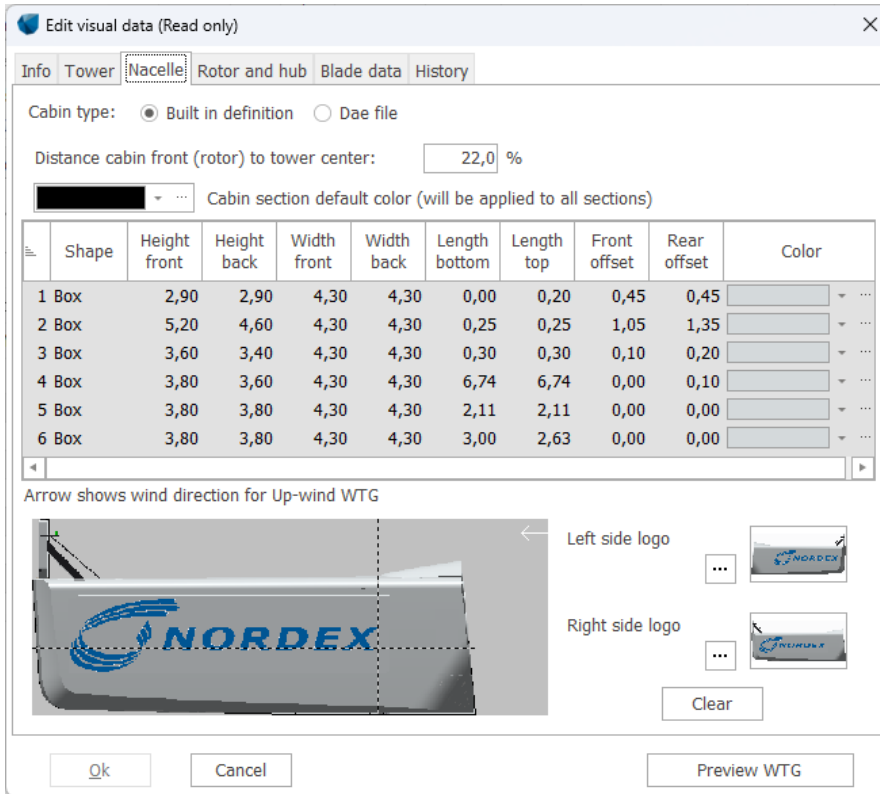 Edit visual data (Read only)
Info Tower Nacelle Rotor and hub Blade data History
Cabin type: Built in definition Dae file
Distance cabin front (rotor) to tower center: 22,0 %
Cabin section default color (will be applied to all sections)
Shape Height front Height back Width front Width back Length bottom Length top Front offset Rear offset Color
1 Box 2,90 2,90 4,30 4,30 0,00 0,20 0,45 0,45
2 Box 5,20 4,60 4,30 4,30 0,25 0,25 1,05 1,35
3 Box 3,60 3,40 4,30 4,30 0,30 0,30 0,10 0,20
4 Box 3,80 3,60 4,30 4,30 6,74 6,74 0,00 0,10
5 Box 3,80 3,80 4,30 4,30 2,11 2,11 0,00 0,00
6 Box 3,80 3,80 4,30 4,30 3,00 2,63 0,00 0,00
Arrow shows wind direction for Up-wind WTG
NORDEX
Left side logo
NORDEX
...
Right side logo
NORDEX
...
Clear
Ok Cancel Preview WTG